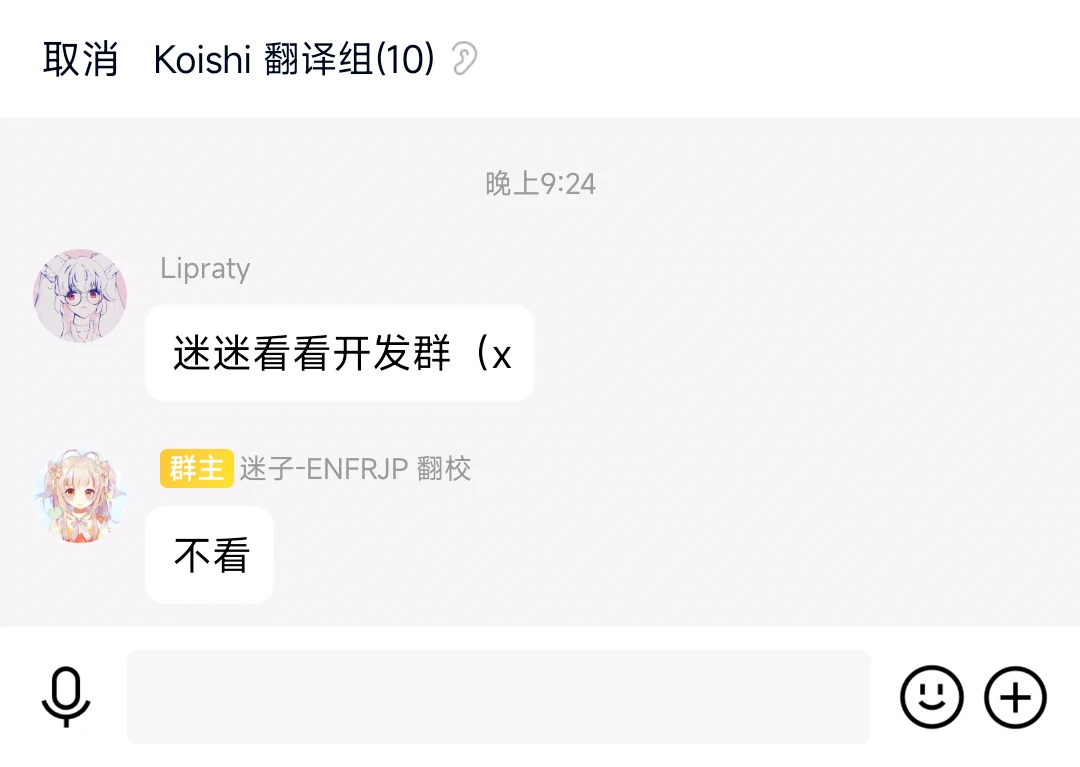 取消 Koishi 翻译组(10)
晚上9:24
Lipraty
迷迷看看开发群（x
群主 迷子-ENFRJP 翻校
不看